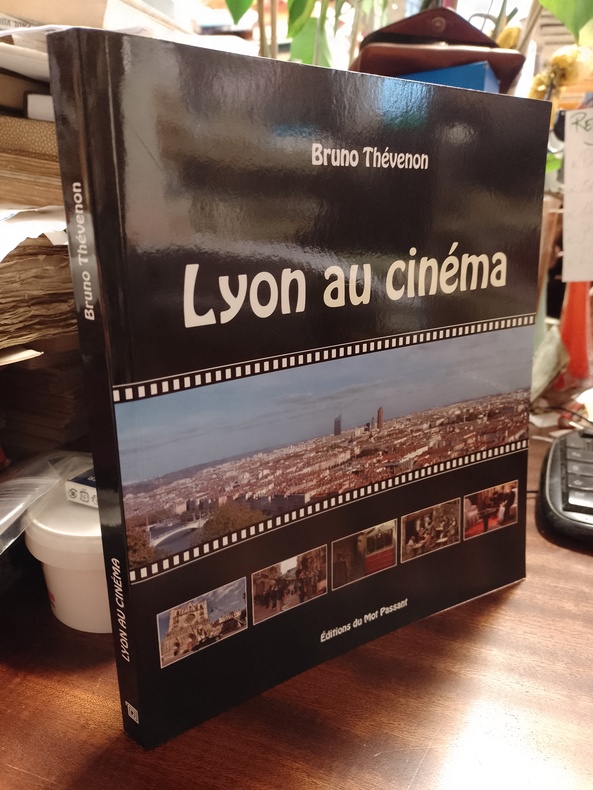 Bruno Thévenon
Lyon au cinéma
Éditions du Mot Passant
Bruno Thévenon
LYON AU CINÉMA